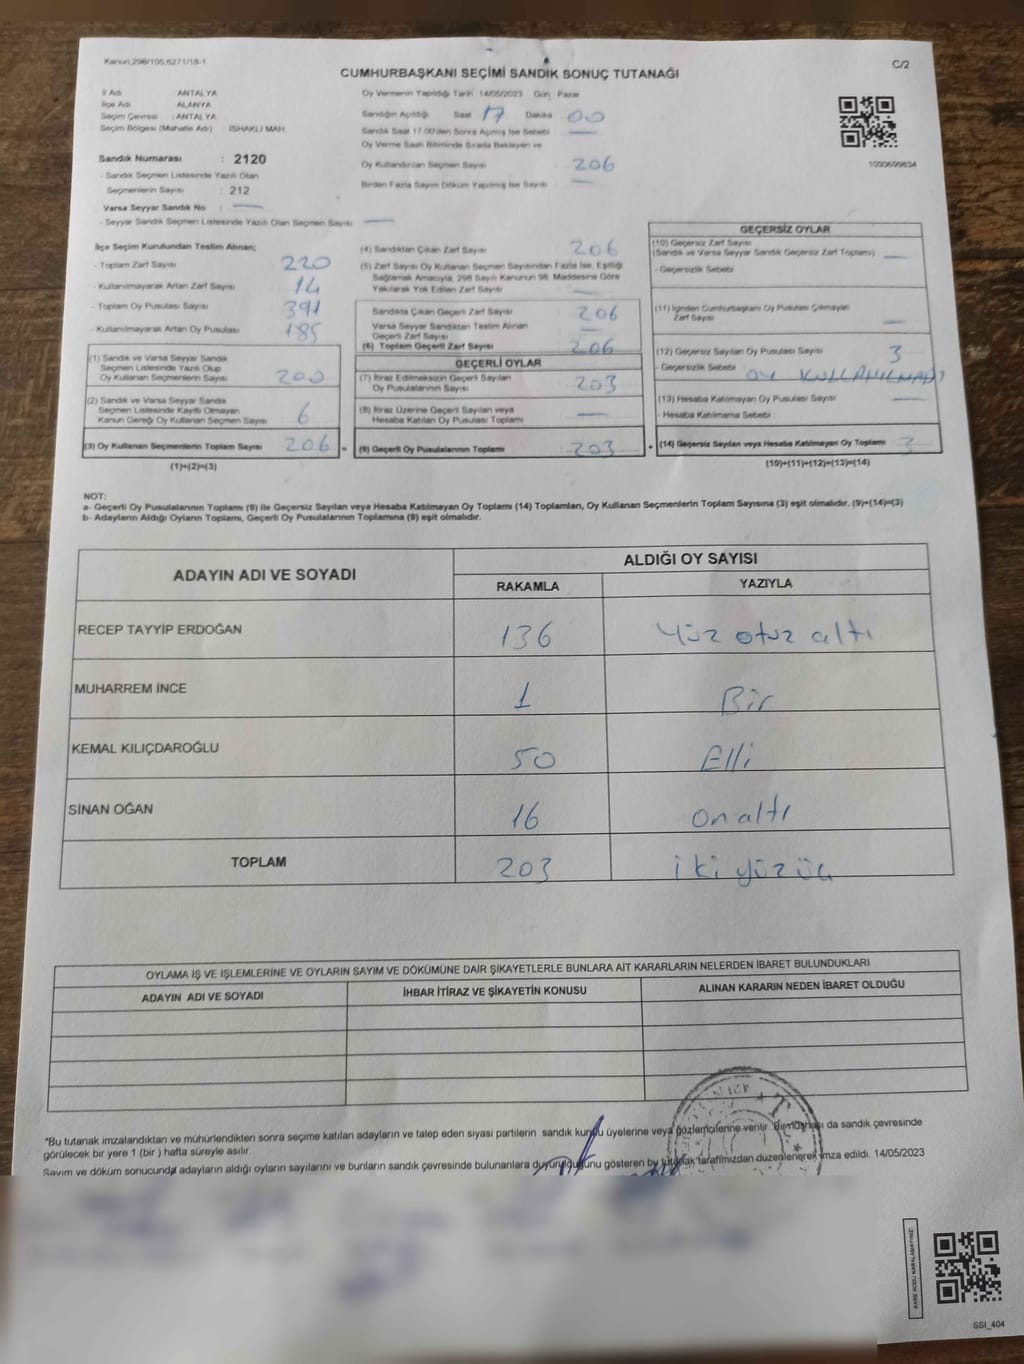 Kanun 298/105,6271/18-1
C/2
CUMHURBAŞKANI SEÇİMİ SANDIK SONUÇ TUTANAĞI
İl Adı ANTALYA
İlçe Adı ALANYA
Seçim Çevresi : ANTALYA
Seçim Bölgesi (Mahalle Adı) : İSHAKLI MAH.
Sandık Numarası : 2120
- Sandık Seçmen Listesinde Yazılı Olan
Seçmenlerin Sayısı : 212
Varsa Seyyar Sandık No : —
- Seyyar Sandık Seçmen Listesinde Yazılı Olan Seçmen Sayısı —
Oy Vermenin Yapıldığı Tarih 14/05/2023 Gün Pazar
Sandığın Açıldığı Saat 17 Dakika 00
Sandık Saat 17.00'den Sonra Açılmış İse Sebebi —
Oy Verme Saati Bitiminde Sırada Bekleyen ve
Oy Kullandırılan Seçmen Sayısı 206
Birden Fazla Sayım Döküm Yapılmış İse Sayısı —
1093699834
İlçe Seçim Kurulundan Teslim Alınan;
- Toplam Zarf Sayısı 220
- Kullanılmayarak Artan Zarf Sayısı 14
- Toplam Oy Pusulası Sayısı 391
- Kullanılmayarak Artan Oy Pusulası 185
(1) Sandık ve Varsa Seyyar Sandık
Seçmen Listesinde Yazılı Olup
Oy Kullanan Seçmenlerin Sayısı 200
(2) Sandık ve Varsa Seyyar Sandık
Seçmen Listesinde Kayıtlı Olmayan
Kanun Gereği Oy Kullanan Seçmen Sayısı 6
(3) Oy Kullanan Seçmenlerin Toplam Sayısı 206 =
(1)+(2)=(3)
(4) Sandıktan Çıkan Zarf Sayısı 206
(5) Zarf Sayısı Oy Kullanan Seçmen Sayısından Fazla İse, Eşitliği
Sağlamak Amacıyla, 298 Sayılı Kanunun 98. Maddesine Göre
Yakılarak Yok Edilen Zarf Sayısı —
Sandıkta Çıkan Geçerli Zarf Sayısı 206
Varsa Seyyar Sandıktan Teslim Alınan
Geçerli Zarf Sayısı —
(6) Toplam Geçerli Zarf Sayısı 206
GEÇERLİ OYLAR
(7) İtiraz Edilmeksizin Geçerli Sayılan
Oy Pusulalarının Sayısı 203
(8) İtiraz Üzerine Geçerli Sayılan veya
Hesaba Katılan Oy Pusulası Toplamı —
(9) Geçerli Oy Pusulalarının Toplamı : 203 +
GEÇERSİZ OYLAR
(10) Geçersiz Zarf Sayısı
(Sandık ve Varsa Seyyar Sandık Geçersiz Zarf Toplamı) —
- Geçersizlik Sebebi
(11) İçinden Cumhurbaşkanı Oy Pusulası Çıkmayan
Zarf Sayısı —
(12) Geçersiz Sayılan Oy Pusulası Sayısı 3
- Geçersizlik Sebebi OY KULLANILMADI
(13) Hesaba Katılmayan Oy Pusulası Sayısı —
- Hesaba Katılmama Sebebi
(14) Geçersiz Sayılan veya Hesaba Katılmayan Oy Toplamı 3
(10)+(11)+(12)+(13)=(14)
NOT:
a- Geçerli Oy Pusulalarının Toplamı (9) ile Geçersiz Sayılan veya Hesaba Katılmayan Oy Toplamı (14) Toplamları, Oy Kullanan Seçmenlerin Toplam Sayısına (3) eşit olmalıdır. (9)+(14)=(3)
b- Adayların Aldığı Oyların Toplamı, Geçerli Oy Pusulalarının Toplamına (9) eşit olmalıdır.
ADAYIN ADI VE SOYADI ALDIĞI OY SAYISI
RAKAMLA YAZIYLA
RECEP TAYYİP ERDOĞAN 136 Yüz otuz altı
MUHARREM İNCE 1 Bir
KEMAL KILIÇDAROĞLU 50 Elli
SİNAN OĞAN 16 on altı
TOPLAM 203 iki yüz üç
OYLAMA İŞ VE İŞLEMLERİNE VE OYLARIN SAYIM VE DÖKÜMÜNE DAİR ŞİKAYETLERLE BUNLARA AİT KARARLARIN NELERDEN İBARET BULUNDUKLARI
ADAYIN ADI VE SOYADI İHBAR İTİRAZ VE ŞİKAYETİN KONUSU ALINAN KARARIN NEDEN İBARET OLDUĞU
*Bu tutanak imzalandıktan ve mühürlendikten sonra seçime katılan adayların ve talep eden siyasi partilerin sandık kurulu üyelerine veya gözlemcilerine verilir. Bir nüshası da sandık çevresinde
görülecek bir yere 1 (bir) hafta süreyle asılır.
Sayım ve döküm sonucunda adayların aldığı oyların sayılarını ve bunların sandık çevresinde bulunanlara duyurulduğunu gösteren bu tutanak tarafımızdan düzenlenerek imza edildi. 14/05/2023
KARE KODU KARALAMAYINIZ!
SSI_404